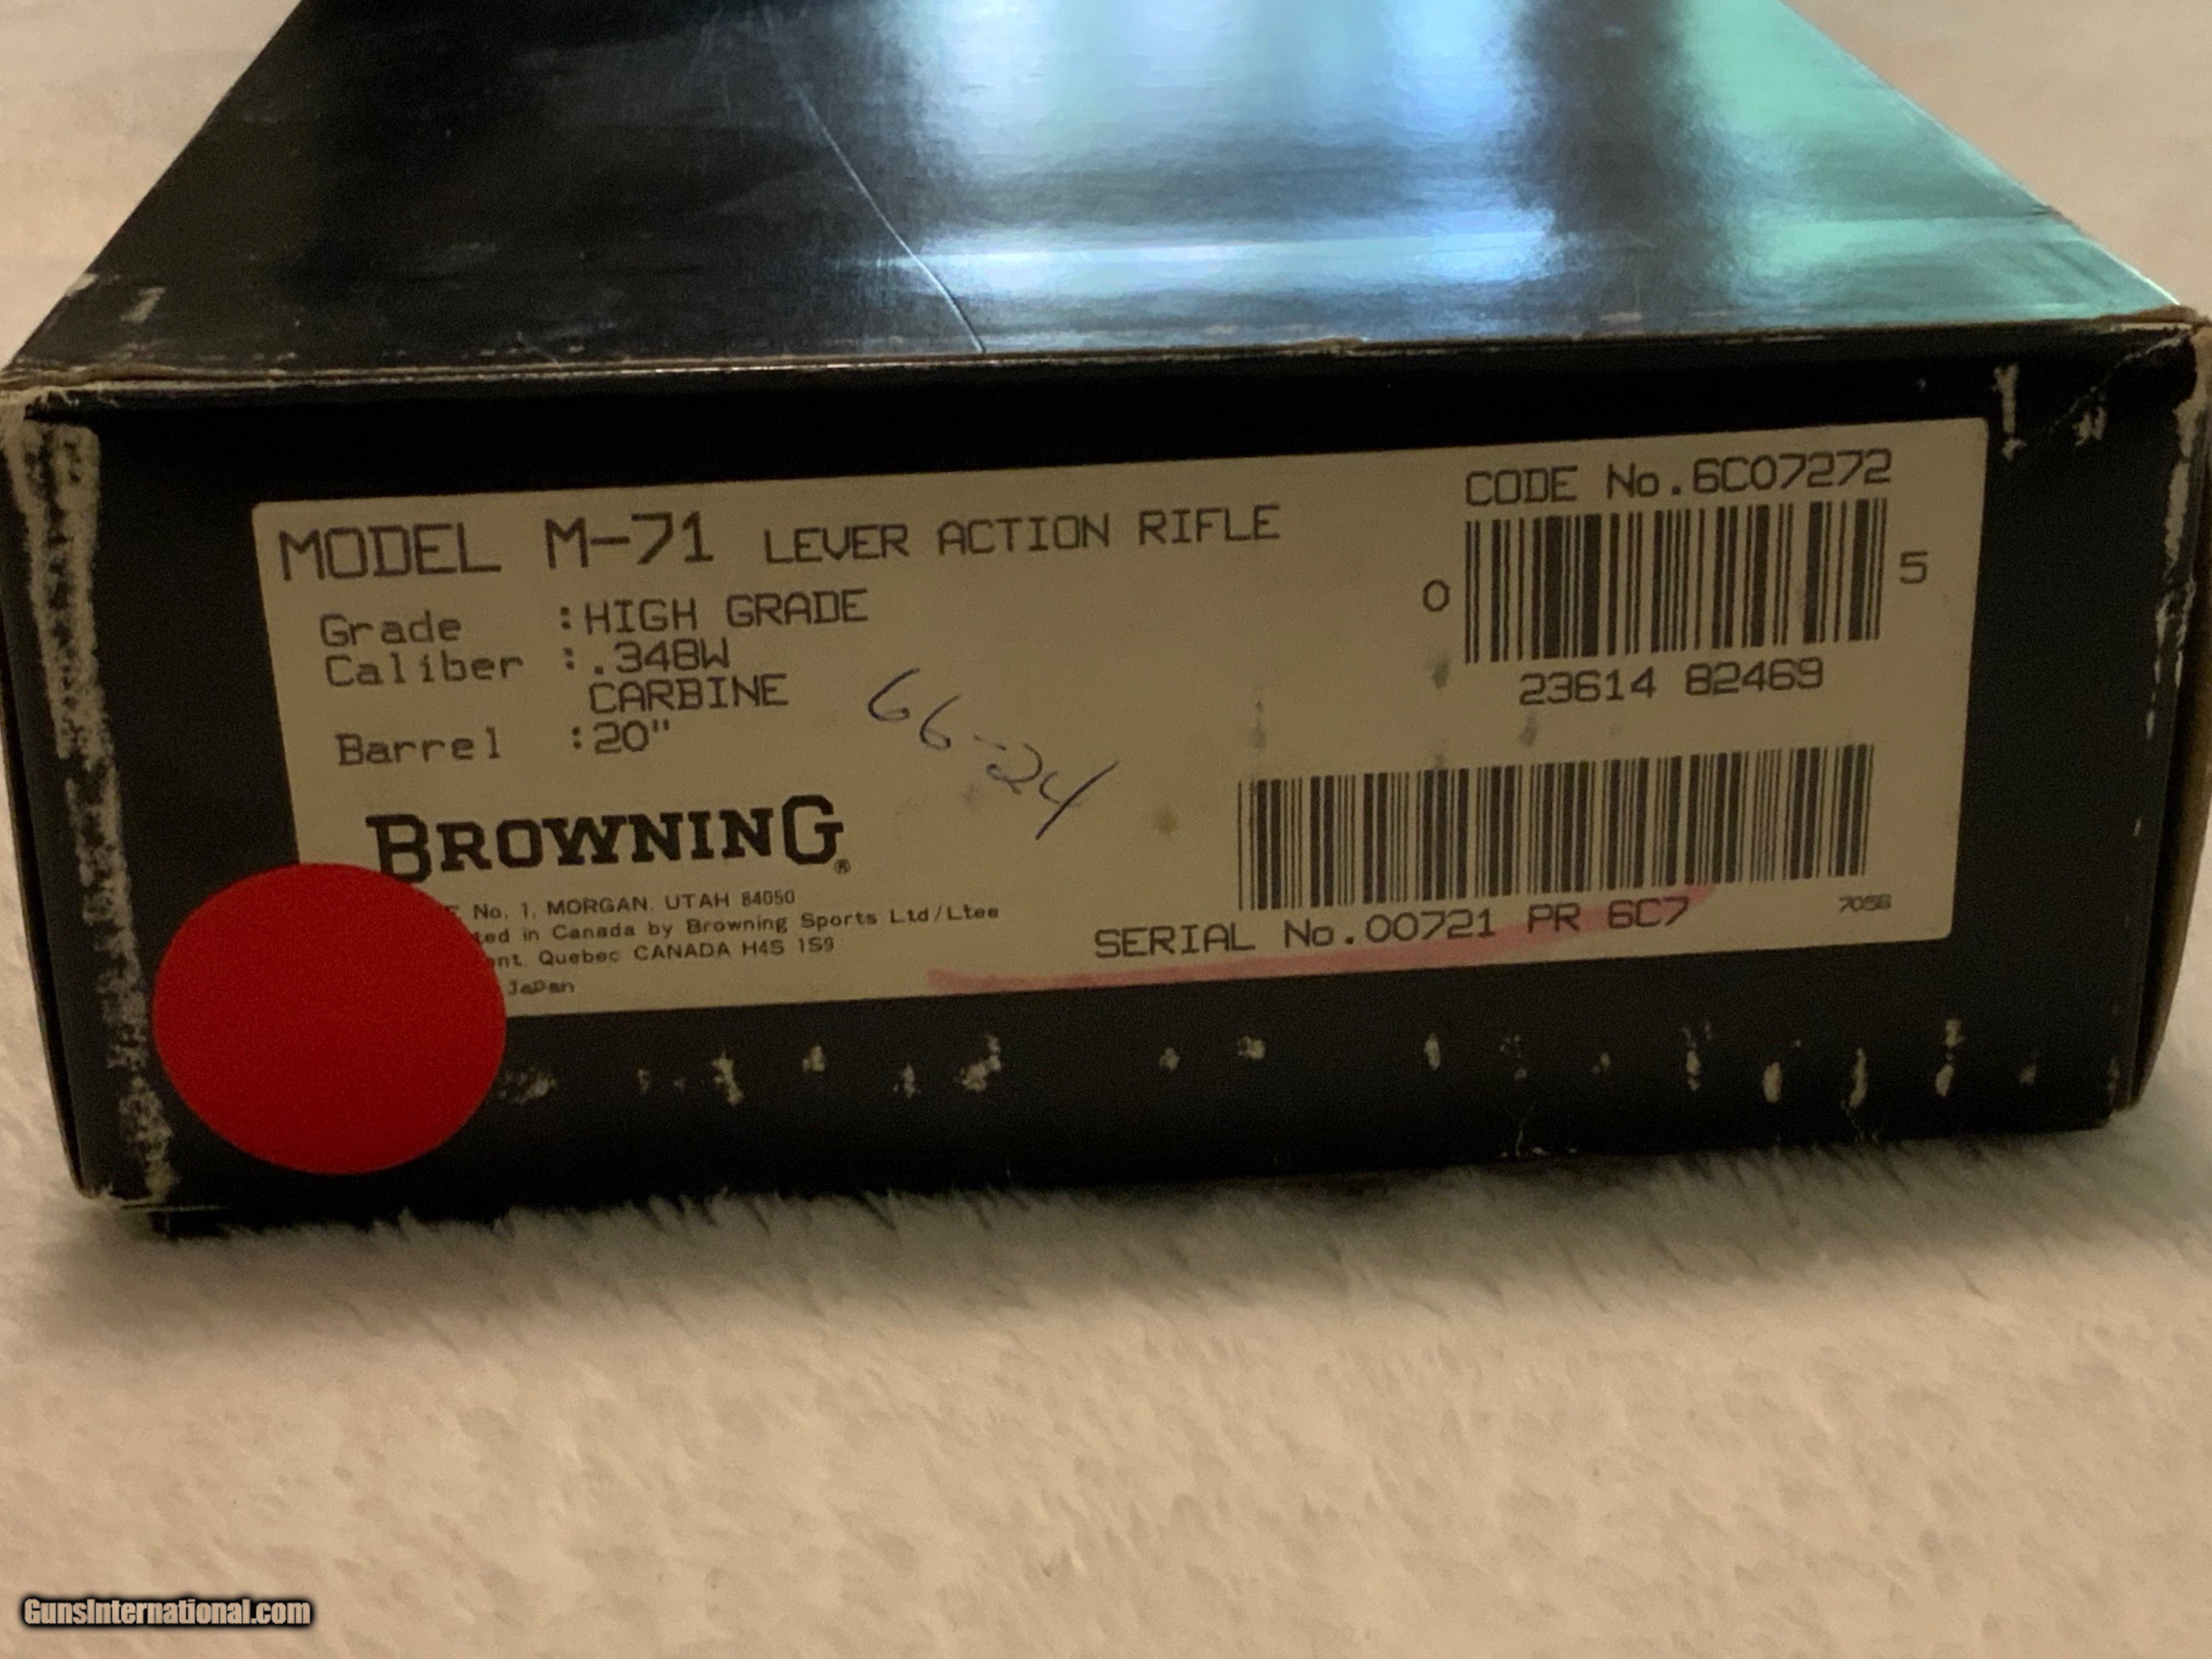 MODEL M-71 LEVER ACTION RIFLE
Grade :HIGH GRADE
Caliber :.348W
CARBINE
Barrel :20"
66-24
BROWNING®
No. 1, MORGAN, UTAH 84050
in Canada by Browning Sports Ltd/Ltee
Quebec CANADA H4S 1S9
Japan
CODE No.6C07272
0 5
23614 82469
SERIAL No.00721 PR 6C7
7056
GunsInternational.com